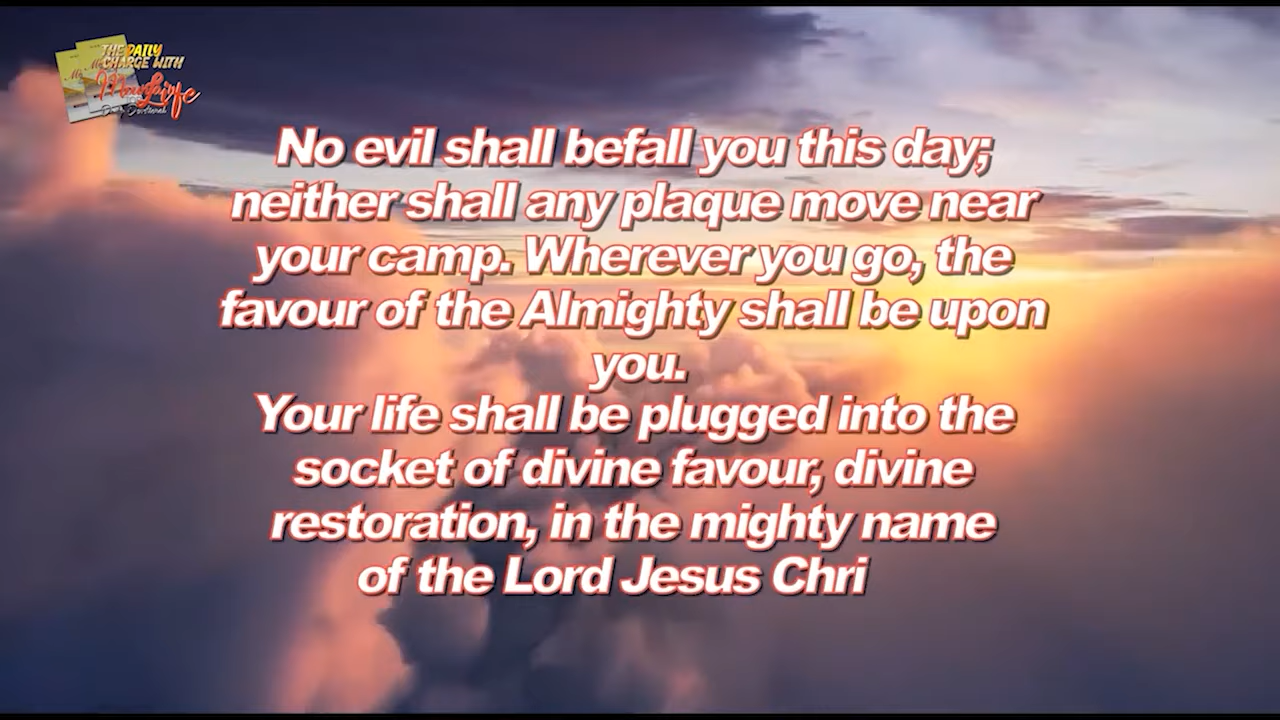 THE DAILY
CHARGE WITH
No evil shall befall you this day;
neither shall any plaque move near
your camp. Wherever you go, the
favour of the Almighty shall be upon
you.
Your life shall be plugged into the
socket of divine favour, divine
restoration, in the mighty name
of the Lord Jesus Chri